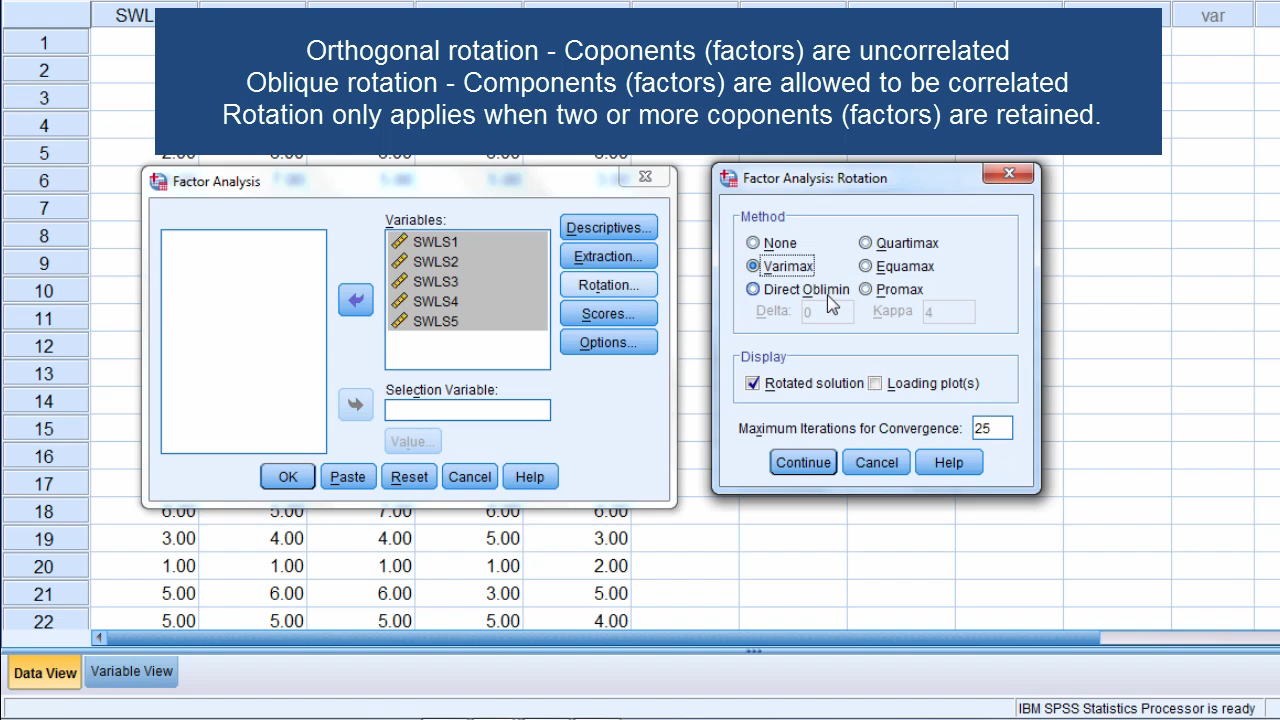 SWL
var
Orthogonal rotation - Coponents (factors) are uncorrelated
Oblique rotation - Components (factors) are allowed to be correlated
Rotation only applies when two or more coponents (factors) are retained.
1
2
3
4
5
6
7
8
9
10
11
12
13
14
15
16
17
18 6.00 5.00 7.00 6.00 6.00
19 3.00 4.00 4.00 5.00 3.00
20 1.00 1.00 1.00 1.00 2.00
21 5.00 6.00 6.00 3.00 5.00
22 5.00 5.00 5.00 5.00 4.00
Factor Analysis
Variables:
SWLS1
SWLS2
SWLS3
SWLS4
SWLS5
Descriptives...
Extraction...
Rotation...
Scores...
Options...
Selection Variable:
Value...
OK Paste Reset Cancel Help
Factor Analysis: Rotation
Method
None Quartimax
Varimax Equamax
Direct Oblimin Promax
Delta: 0 Kappa 4
Display
Rotated solution Loading plot(s)
Maximum Iterations for Convergence: 25
Continue Cancel Help
Data View Variable View
IBM SPSS Statistics Processor is ready